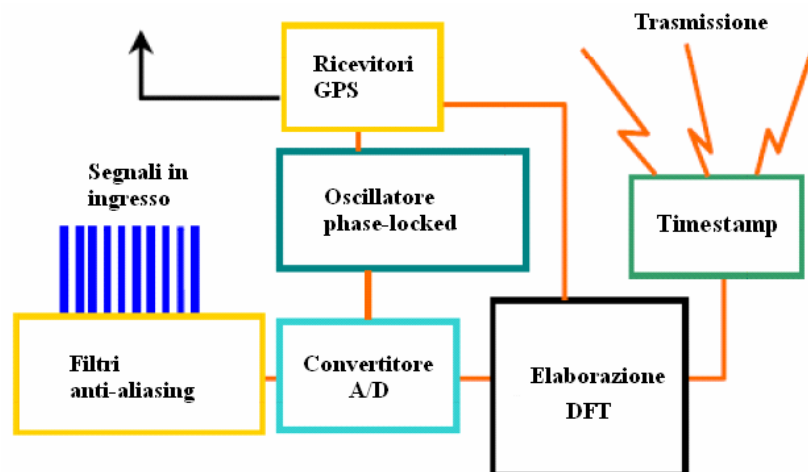 Trasmissione
Ricevitori
GPS
Segnali in
ingresso
Oscillatore
phase-locked
Timestamp
Filtri
anti-aliasing
Convertitore
A/D
Elaborazione
DFT